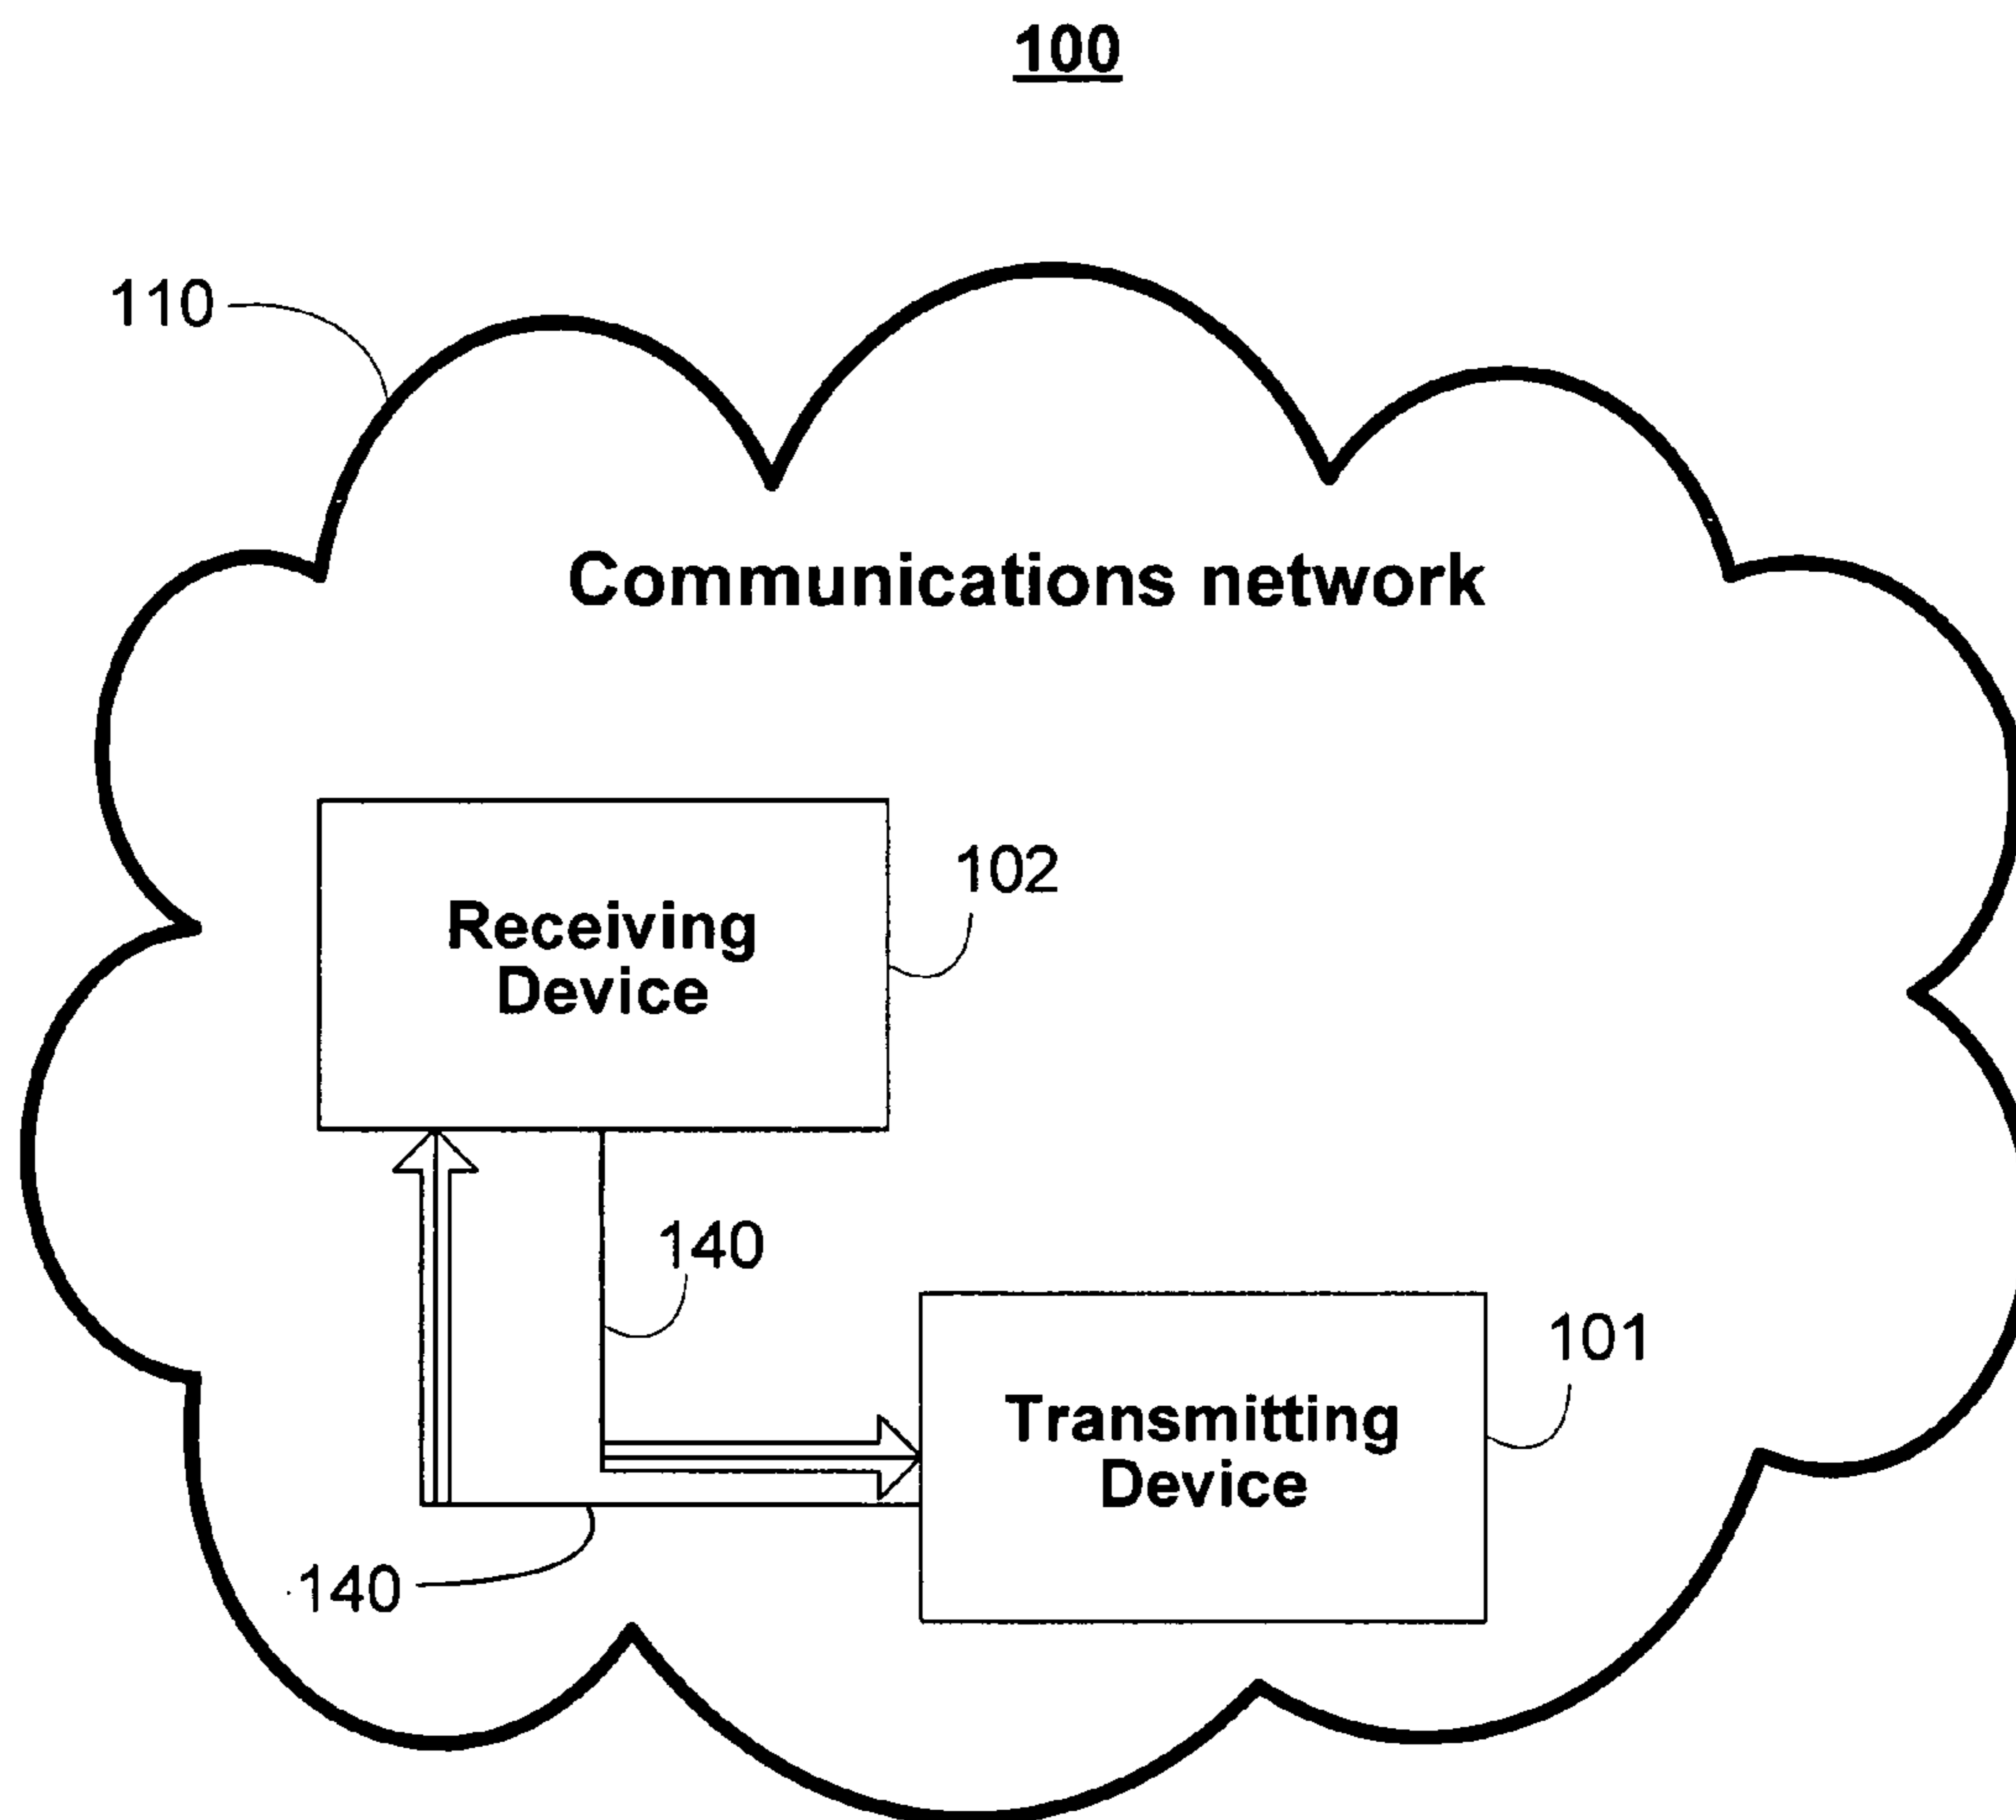 100
110
Communications network
102
Receiving
Device
140
101
Transmitting
Device
140